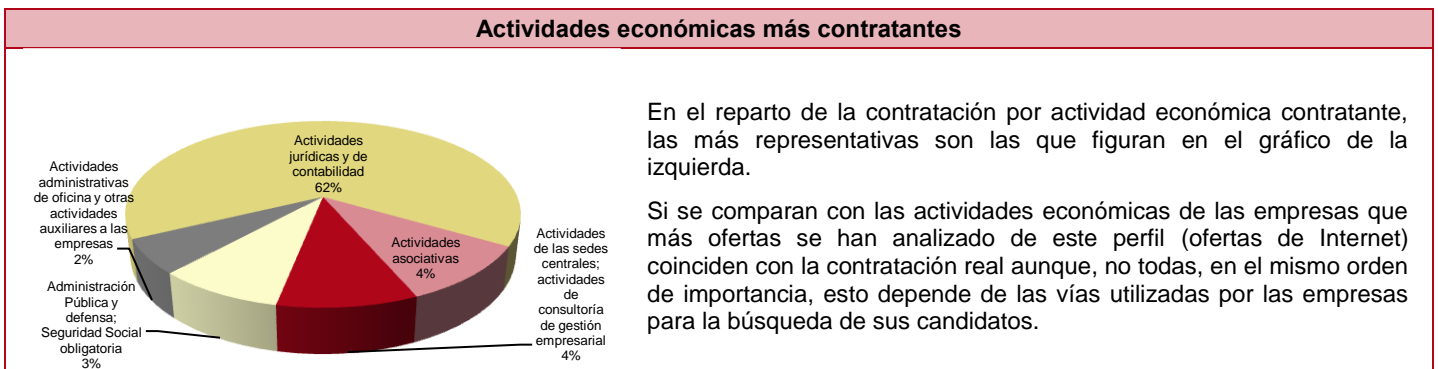 Actividades económicas más contratantes
Actividades
jurídicas y de
contabilidad
62%
Actividades
administrativas
de oficina y otras
actividades
auxiliares a las
empresas
2%
Administración
Pública y
defensa;
Seguridad Social
obligatoria
3%
Actividades
asociativas
4%
Actividades
de las sedes
centrales;
actividades
de
consultoría
de gestión
empresarial
4%
En el reparto de la contratación por actividad económica contratante,
las más representativas son las que figuran en el gráfico de la
izquierda.
Si se comparan con las actividades económicas de las empresas que
más ofertas se han analizado de este perfil (ofertas de Internet)
coinciden con la contratación real aunque, no todas, en el mismo orden
de importancia, esto depende de las vías utilizadas por las empresas
para la búsqueda de sus candidatos.